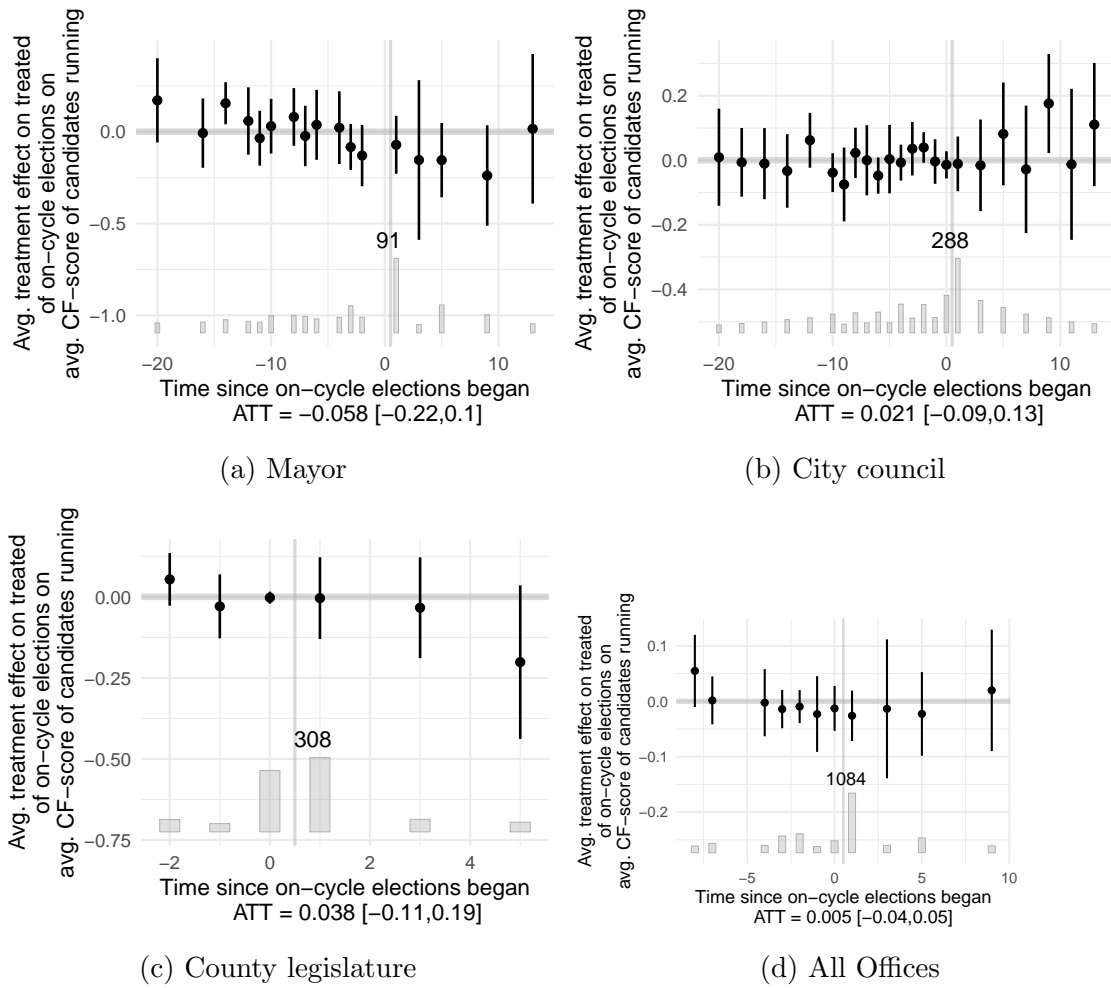 Avg. treatment effect on treated
of on−cycle elections on
avg. CF−score of candidates running
0.0
−0.5
−1.0
91
−20
−10
0
10
Time since on−cycle elections began
ATT = −0.058 [−0.22,0.1]
(a) Mayor
Avg. treatment effect on treated
of on−cycle elections on
avg. CF−score of candidates running
0.2
0.0
−0.2
−0.4
288
−20
−10
0
10
Time since on−cycle elections began
ATT = 0.021 [−0.09,0.13]
(b) City council
Avg. treatment effect on treated
of on−cycle elections on
avg. CF−score of candidates running
0.00
−0.25
−0.50
−0.75
308
−2
0
2
4
Time since on−cycle elections began
ATT = 0.038 [−0.11,0.19]
(c) County legislature
Avg. treatment effect on treated
of on−cycle elections on
avg. CF−score of candidates running
0.1
0.0
−0.1
−0.2
1084
−5
0
5
10
Time since on−cycle elections began
ATT = 0.005 [−0.04,0.05]
(d) All Offices